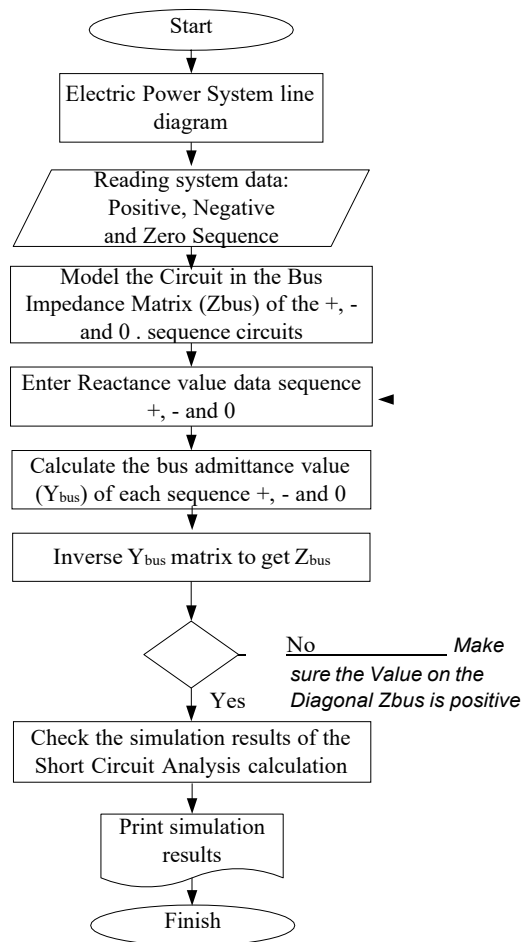 Start
Electric Power System line
diagram
Reading system data:
Positive, Negative
and Zero Sequence
Model the Circuit in the Bus
Impedance Matrix (Zbus) of the +, -
and 0 . sequence circuits
Enter Reactance value data sequence
+, - and 0
Calculate the bus admittance value
(Ybus) of each sequence +, - and 0
Inverse Ybus matrix to get Zbus
No Make
sure the Value on the
Diagonal Zbus is positive
Yes
Check the simulation results of the
Short Circuit Analysis calculation
Print simulation
results
Finish